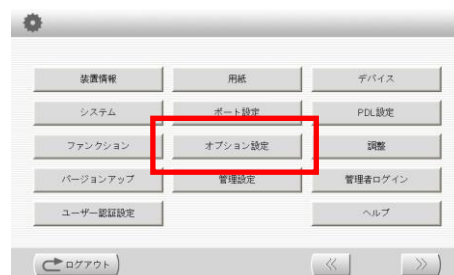 装置情報 用紙 デバイス
システム ポート設定 PDL設定
ファンクション オプション設定 調整
バージョンアップ 管理設定 管理者ログイン
ユーザー認証設定 ヘルプ
ログアウト